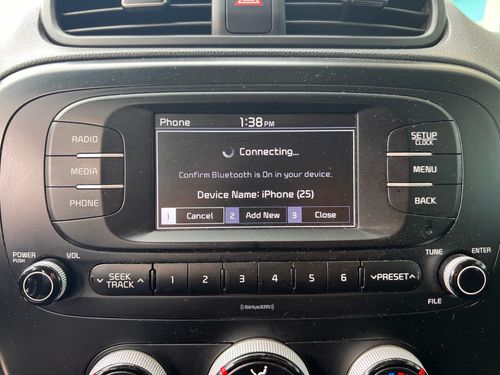 Phone 1:38 PM
Connecting...
Confirm Bluetooth is On in your device.
Device Name: iPhone (25)
1 Cancel 2 Add New 3 Close
RADIO
MEDIA
PHONE
SETUP
CLOCK
MENU
BACK
POWER
PUSH
VOL
SEEK
TRACK
1 2 3 4 5 6
PRESET
TUNE
ENTER
FILE
SiriusXM